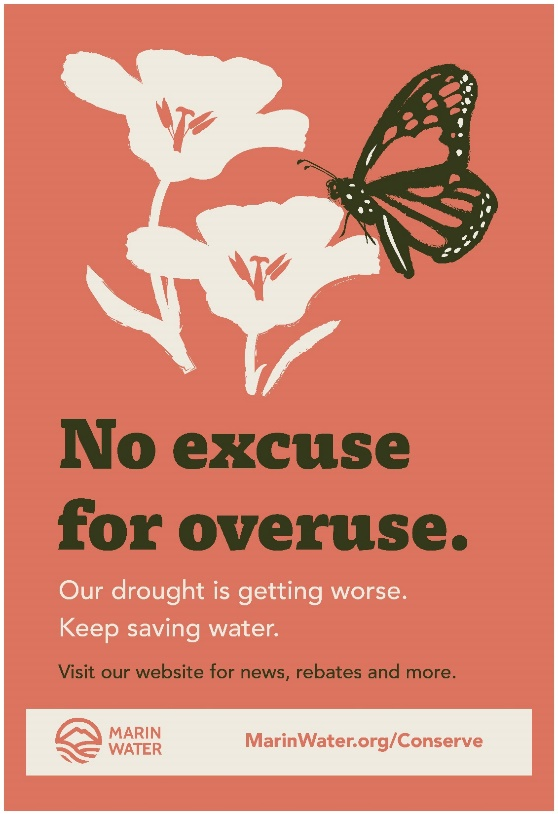 No excuse
for overuse.
Our drought is getting worse.
Keep saving water.
Visit our website for news, rebates and more.
MARIN
WATER
MarinWater.org/Conserve